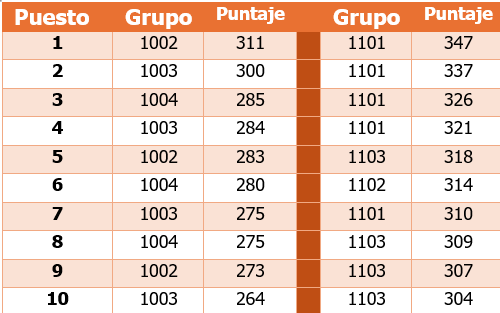 Puesto Grupo Puntaje Grupo Puntaje
1 1002 311 1101 347
2 1003 300 1101 337
3 1004 285 1101 326
4 1003 284 1101 321
5 1002 283 1103 318
6 1004 280 1102 314
7 1003 275 1101 310
8 1004 275 1103 309
9 1002 273 1103 307
10 1003 264 1103 304